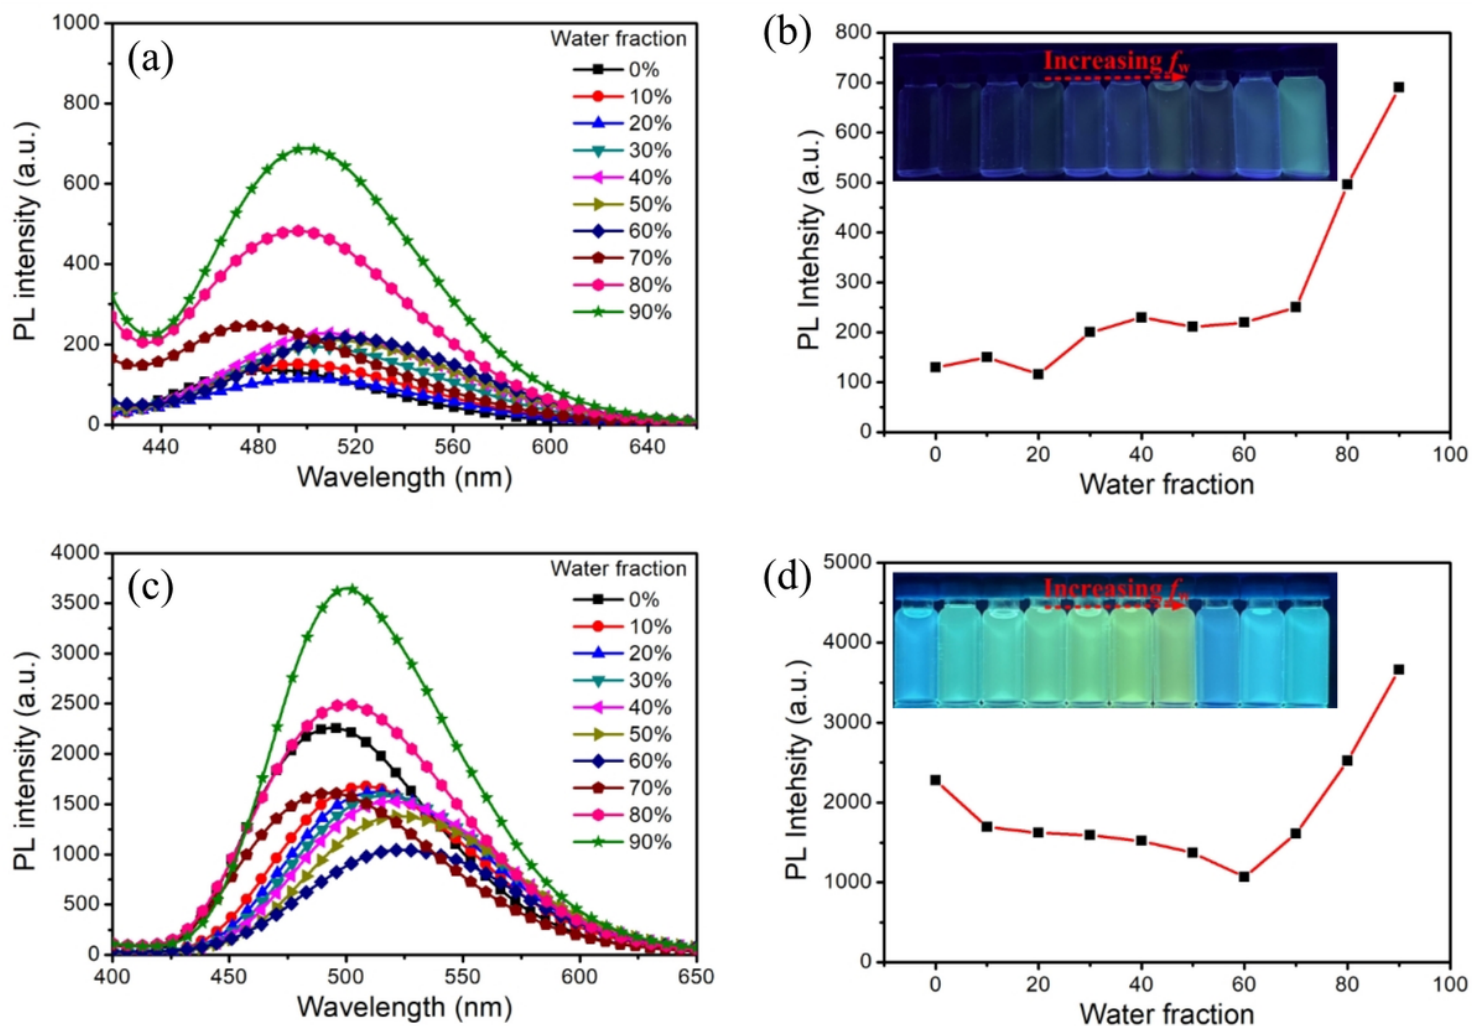 (a)
PL intensity (a.u.)
1000
800
600
400
200
0
Water fraction
0%
10%
20%
30%
40%
50%
60%
70%
80%
90%
440 480 520 560 600 640
Wavelength (nm)
(b)
PL Intehsity (a.u.)
800
700
600
500
400
300
200
100
0
Increasing fw
0 20 40 60 80 100
Water fraction
(c)
PL intensity (a.u.)
4000
3500
3000
2500
2000
1500
1000
500
0
Water fraction
0%
10%
20%
30%
40%
50%
60%
70%
80%
90%
400 450 500 550 600 650
Wavelength (nm)
(d)
PL Intehsity (a.u.)
5000
4000
3000
2000
1000
0
Increasing fw
0 20 40 60 80 100
Water fraction